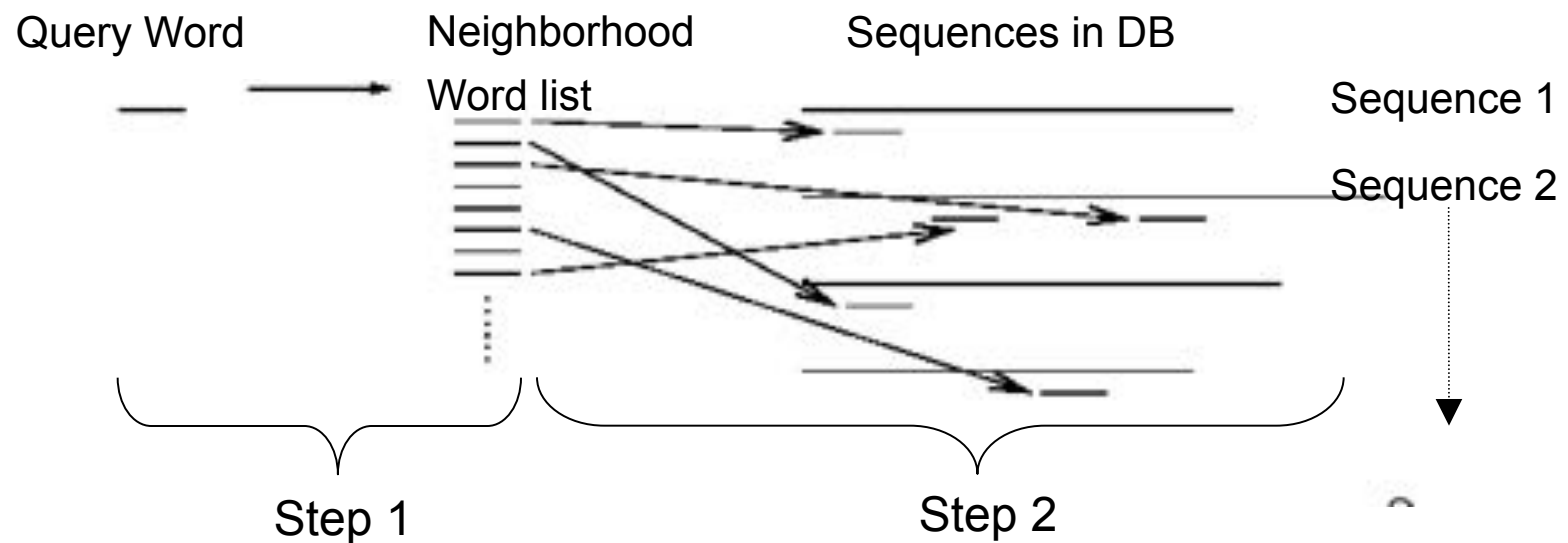 Query Word
Neighborhood
Word list
Sequences in DB
Sequence 1
Sequence 2
Step 1
Step 2